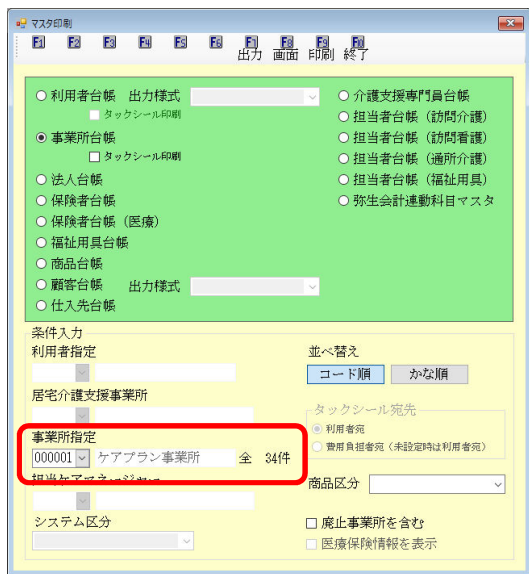 マスタ印刷
F1 F2 F3 F4 F5 F6 F7 F8 F9 F10
出力 画面 印刷 終了
利用者台帳 出力様式
タックシール印刷
事業所台帳
タックシール印刷
法人台帳
保険者台帳
保険者台帳（医療）
福祉用具台帳
商品台帳
顧客台帳 出力様式
仕入先台帳
介護支援専門員台帳
担当者台帳（訪問介護）
担当者台帳（訪問看護）
担当者台帳（通所介護）
担当者台帳（福祉用具）
弥生会計連動科目マスタ
条件入力
利用者指定
居宅介護支援事業所
事業所指定
000001 ケアプラン事業所 全 34件
担当ケアマネージャー
システム区分
並べ替え
コード順 かな順
タックシール宛先
利用者宛
費用負担者宛（未設定時は利用者宛）
商品区分
廃止事業所を含む
医療保険情報を表示